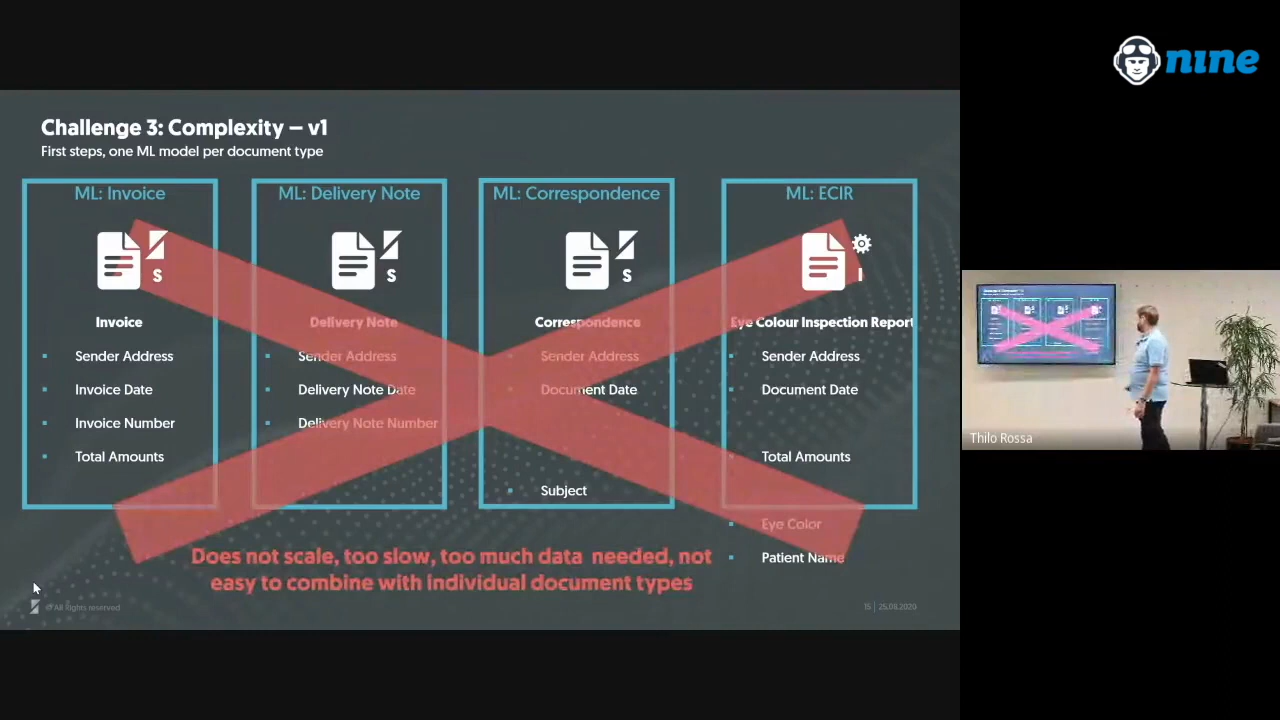 nine
Challenge 3: Complexity – v1
First steps, one ML model per document type
ML: Invoice
S
Invoice
Sender Address
Invoice Date
Invoice Number
Total Amounts
ML: Delivery Note
S
Delivery Note
Sender Address
Delivery Note Date
Delivery Note Number
ML: Correspondence
S
Correspondence
Sender Address
Document Date
Subject
ML: ECIR
I
Eye Colour Inspection Report
Sender Address
Document Date
Total Amounts
Eye Color
Patient Name
Does not scale, too slow, too much data needed, not
easy to combine with individual document types
© All Rights reserved
15 | 25.08.2020
Thilo Rossa